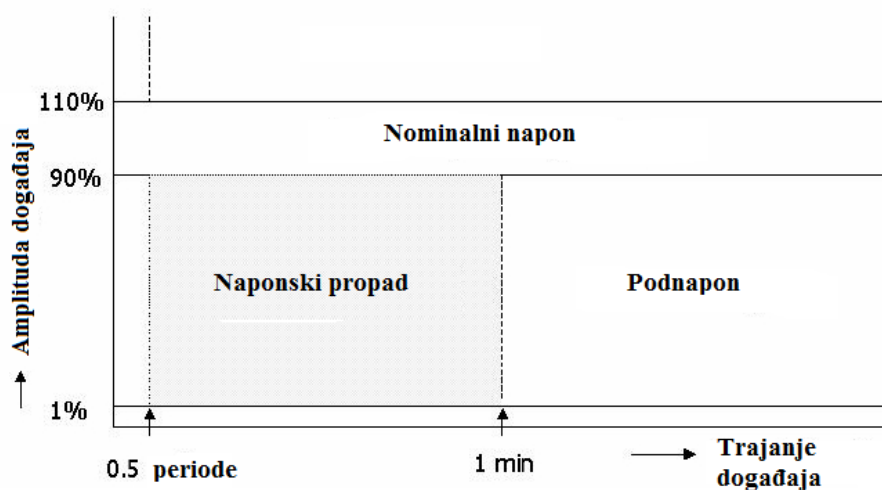 110%
Nominalni napon
90%
Amplituda događaja
Naponski propad
Podnapon
1%
0.5 periode
1 min
Trajanje
događaja